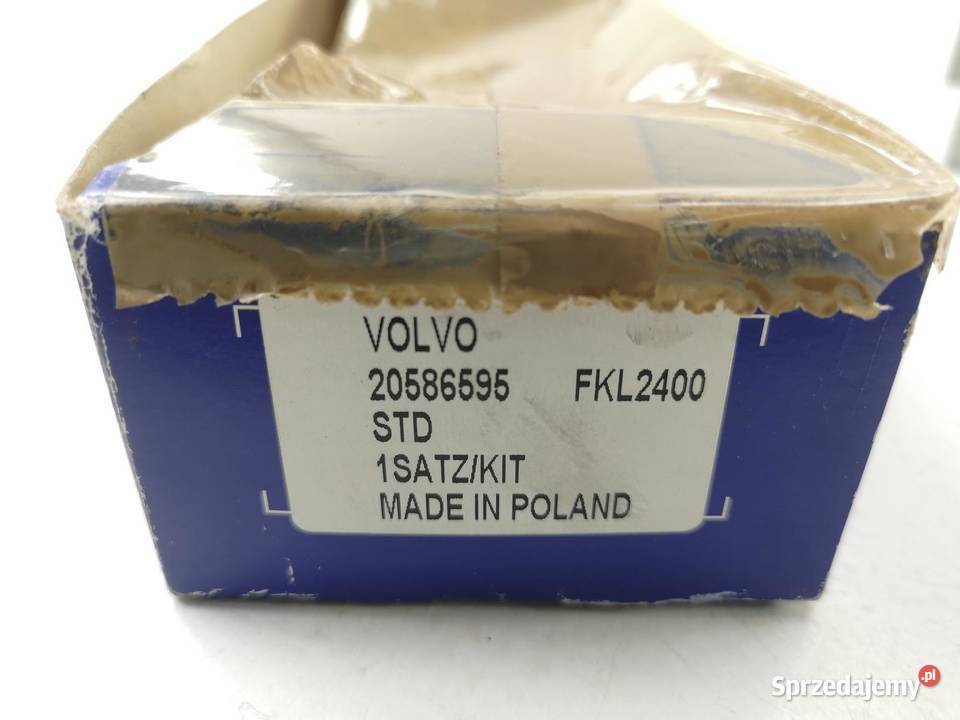 VOLVO
20586595 FKL2400
STD
1SATZ/KIT
MADE IN POLAND
Sprzedajemy.pl